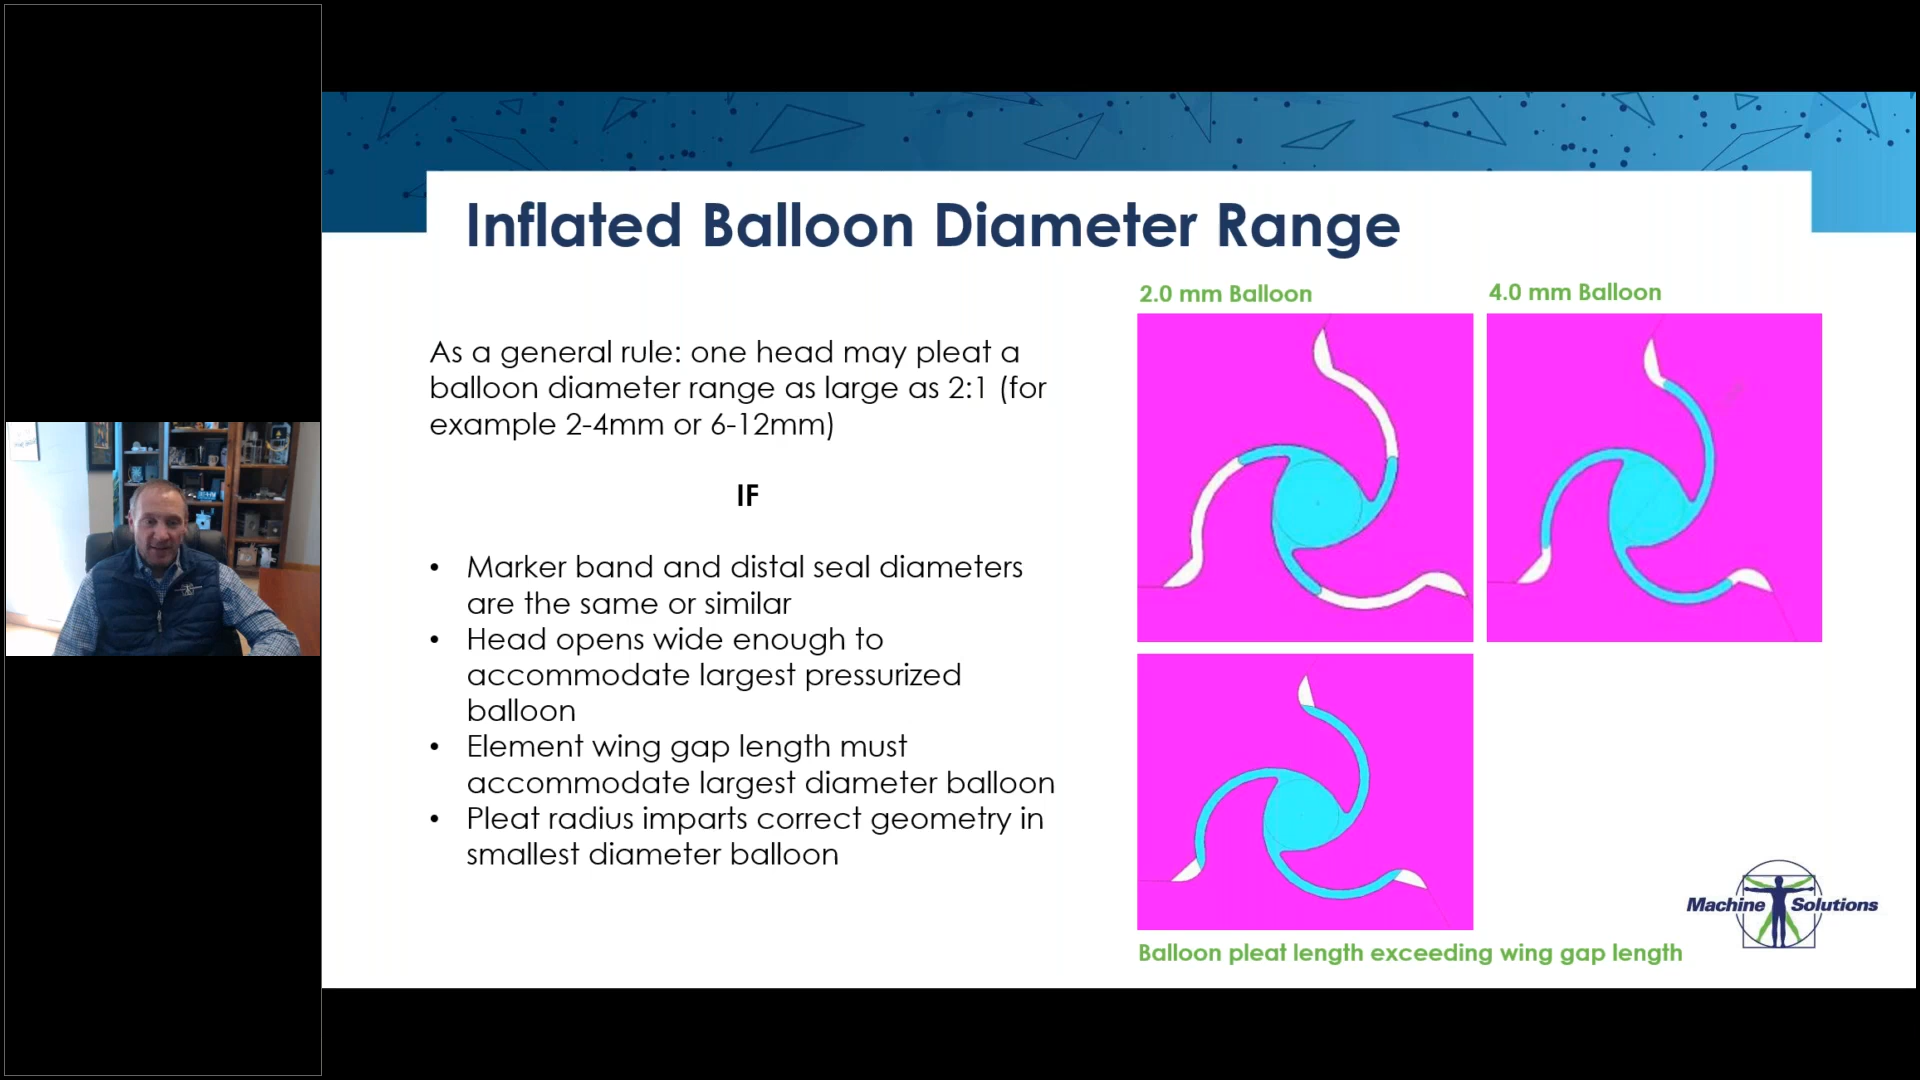 Inflated Balloon Diameter Range
As a general rule: one head may pleat a
balloon diameter range as large as 2:1 (for
example 2-4mm or 6-12mm)
IF
• Marker band and distal seal diameters
are the same or similar
• Head opens wide enough to
accommodate largest pressurized
balloon
• Element wing gap length must
accommodate largest diameter balloon
• Pleat radius imparts correct geometry in
smallest diameter balloon
2.0 mm Balloon
4.0 mm Balloon
Balloon pleat length exceeding wing gap length
Machine Solutions